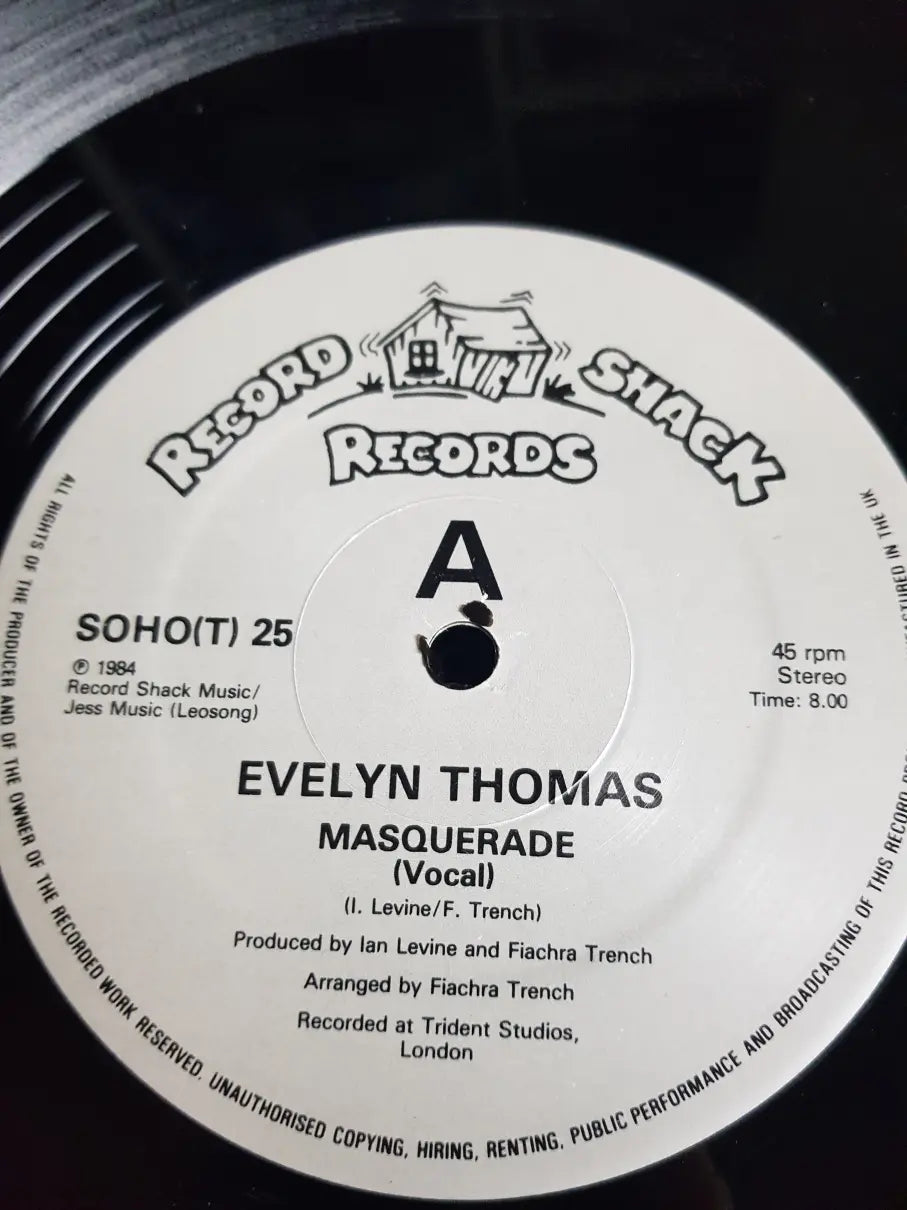 RECORD SHACK
RECORDS
A
SOHO(T) 25
℗ 1984
Record Shack Music/
Jess Music (Leosong)
45 rpm
Stereo
Time: 8.00
EVELYN THOMAS
MASQUERADE
(Vocal)
(I. Levine/F. Trench)
Produced by Ian Levine and Fiachra Trench
Arranged by Fiachra Trench
Recorded at Trident Studios,
London
ALL RIGHTS OF THE PRODUCER AND OF THE OWNER OF THE RECORDED WORK RESERVED. UNAUTHORISED COPYING, HIRING, RENTING, PUBLIC PERFORMANCE AND BROADCASTING OF THIS RECORD IN THE UK